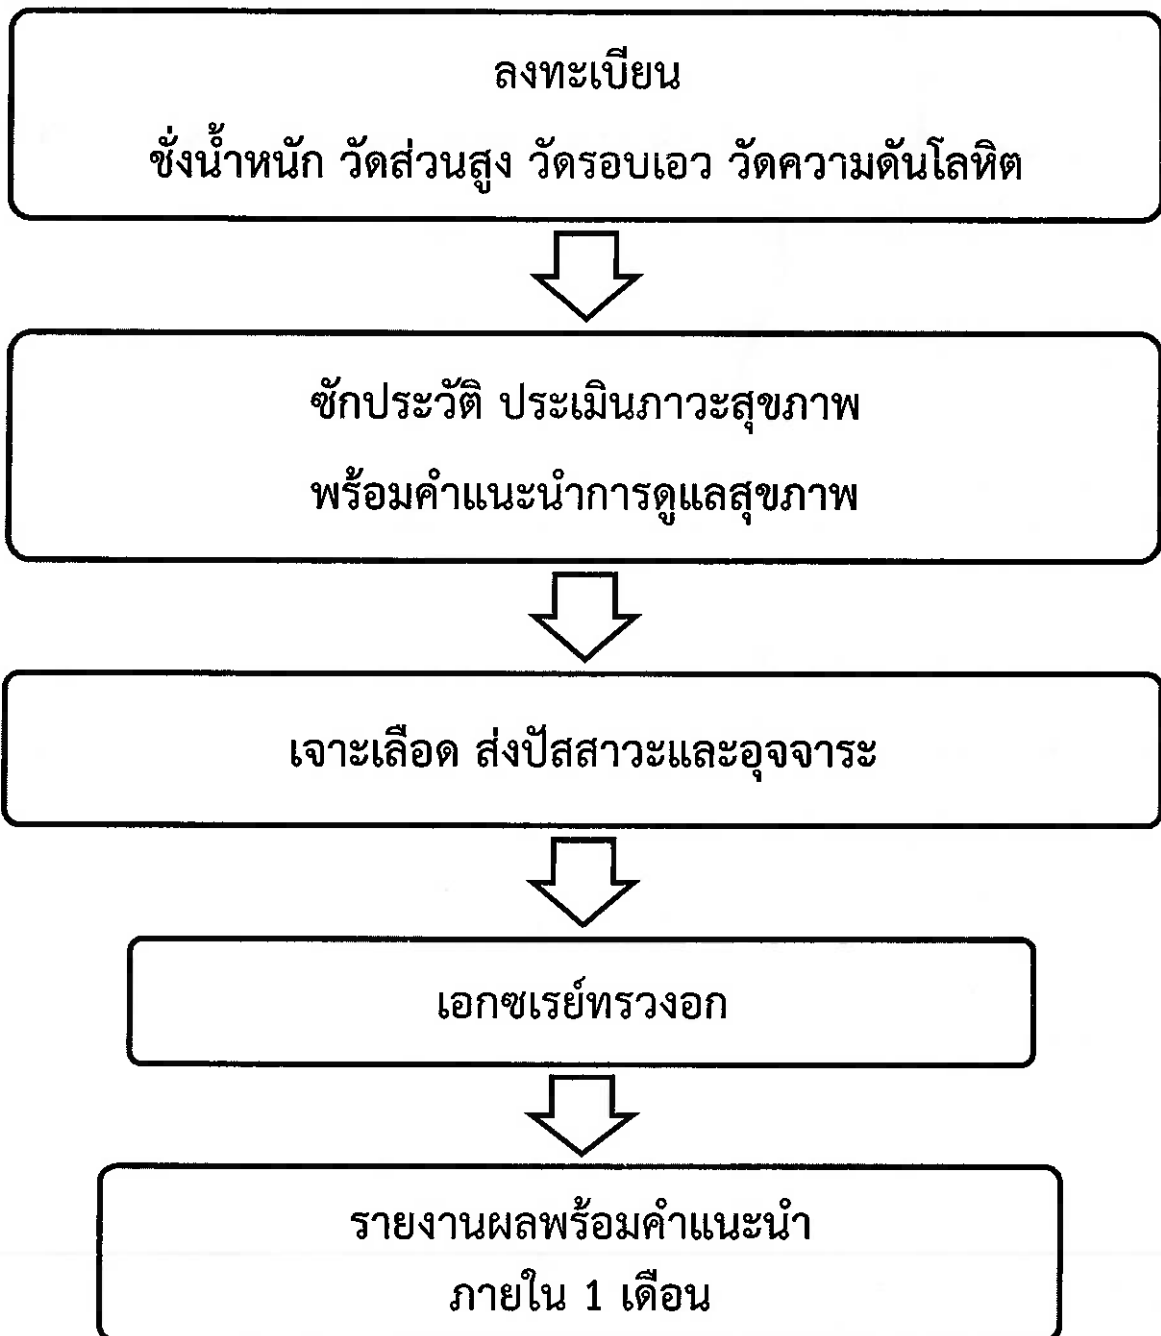 ลงทะเบียน
ชั่งน้ำหนัก วัดส่วนสูง วัดรอบเอว วัดความดันโลหิต
ซักประวัติ ประเมินภาวะสุขภาพ
พร้อมคำแนะนำการดูแลสุขภาพ
เจาะเลือด ส่งปัสสาวะและอุจจาระ
เอกซเรย์ทรวงอก
รายงานผลพร้อมคำแนะนำ
ภายใน 1 เดือน